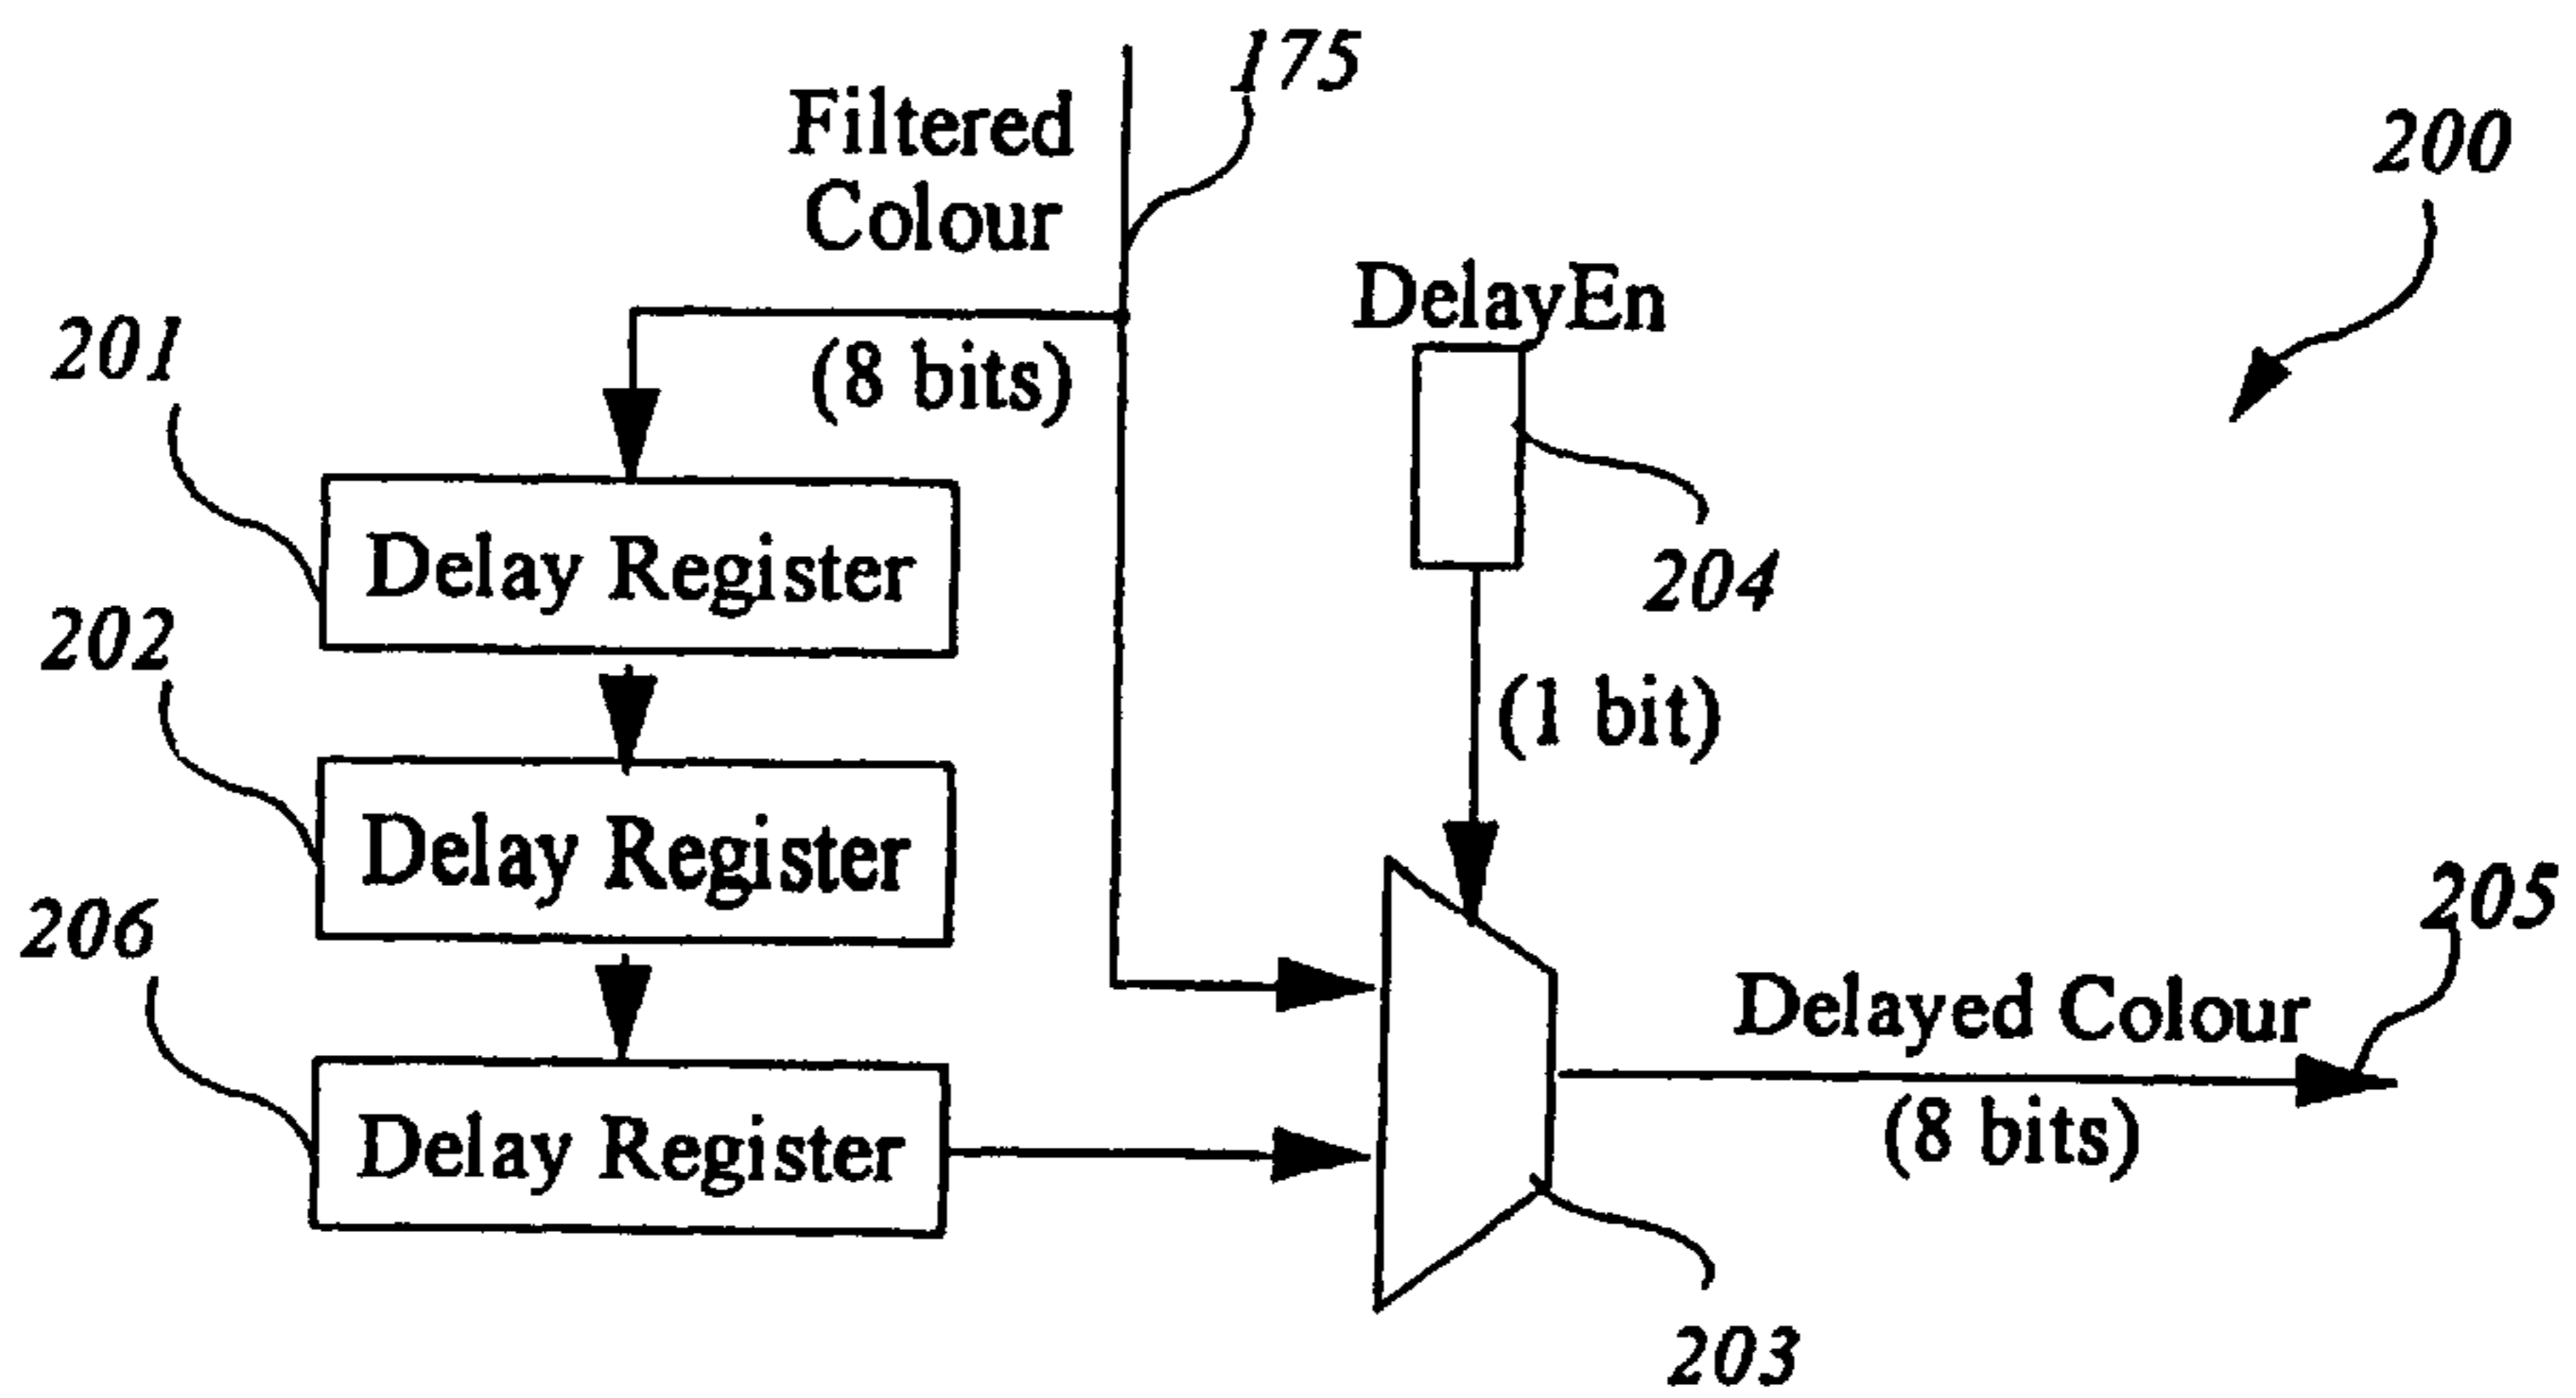 175
Filtered
Colour
200
DelayEn
201
(8 bits)
Delay Register
204
202
(1 bit)
Delay Register
206
205
Delayed Colour
Delay Register
(8 bits)
203